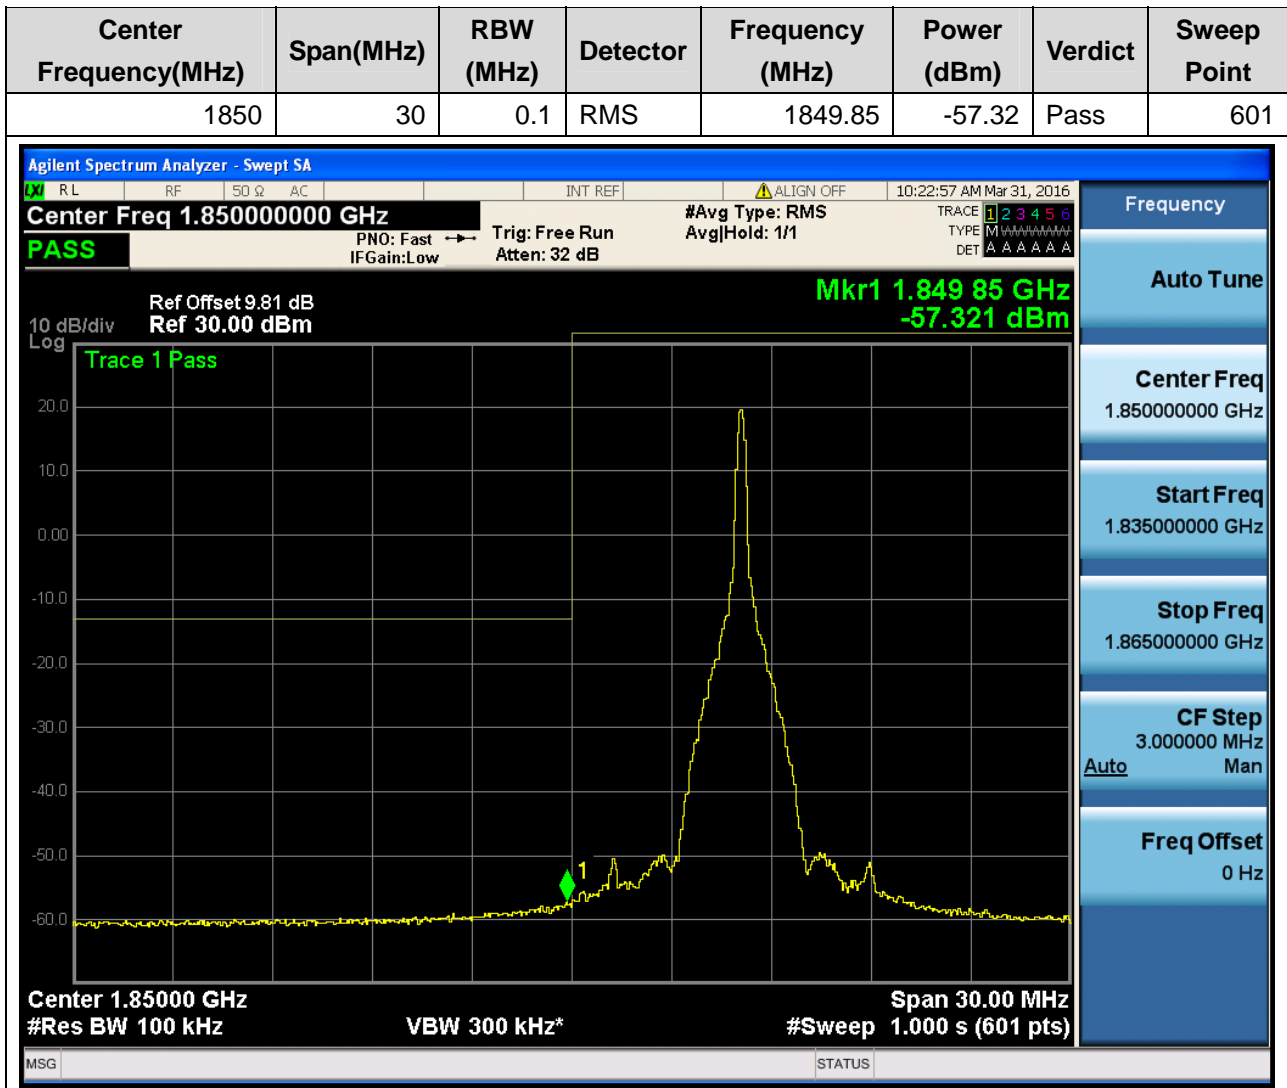 Center Frequency(MHz) Span(MHz) RBW (MHz) Detector Frequency (MHz) Power (dBm) Verdict Sweep Point
1850 30 0.1 RMS 1849.85 -57.32 Pass 601
Agilent Spectrum Analyzer - Swept SA
LXI RL RF 50 Ω AC INT REF ALIGN OFF 10:22:57 AM Mar 31, 2016
Center Freq 1.850000000 GHz
#Avg Type: RMS
TRACE 1 2 3 4 5 6
PASS
PNO: Fast
Trig: Free Run
Avg|Hold: 1/1
TYPE M WWWWW
IFGain:Low
Atten: 32 dB
DET A A A A A A
Mkr1 1.849 85 GHz
-57.321 dBm
Ref Offset 9.81 dB
10 dB/div Ref 30.00 dBm
Log
Trace 1 Pass
20.0
10.0
0.00
-10.0
-20.0
-30.0
-40.0
-50.0
-60.0
1
Center 1.85000 GHz Span 30.00 MHz
#Res BW 100 kHz VBW 300 kHz* #Sweep 1.000 s (601 pts)
MSG STATUS
Frequency
Auto Tune
Center Freq
1.850000000 GHz
Start Freq
1.835000000 GHz
Stop Freq
1.865000000 GHz
CF Step
3.000000 MHz
Auto Man
Freq Offset
0 Hz